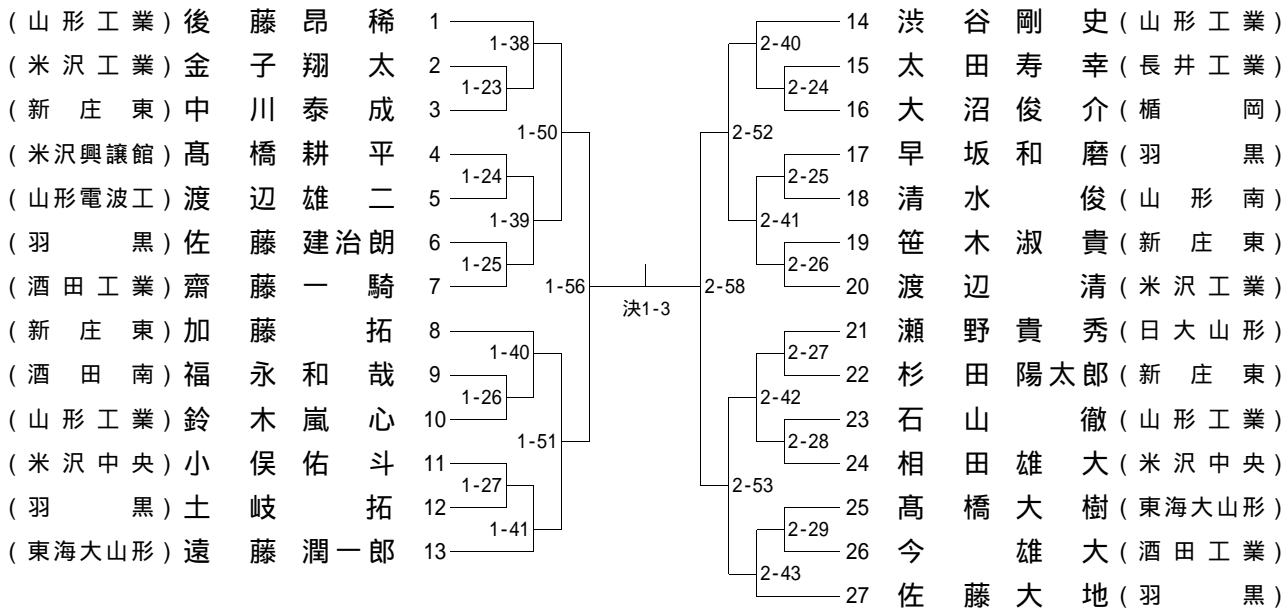 (山形工業)後藤昂稀 1
(米沢工業)金子翔太 2
(新庄東)中川泰成 3
(米沢興譲館)髙橋耕平 4
(山形電波工)渡辺雄二 5
(羽黒)佐藤建治朗 6
(酒田工業)齋藤一騎 7
(新庄東)加藤拓 8
(酒田南)福永和哉 9
(山形工業)鈴木嵐心 10
(米沢中央)小俣佑斗 11
(羽黒)土岐拓 12
(東海大山形)遠藤潤一郎 13
1-38
1-23
1-50
1-24
1-39
1-25
1-56
1-40
1-26
1-51
1-27
1-41
決1-3
2-40
2-24
2-52
2-25
2-41
2-26
2-58
2-27
2-42
2-28
2-53
2-29
2-43
14 渋谷剛史(山形工業)
15 太田寿幸(長井工業)
16 大沼俊介(楯岡)
17 早坂和磨(羽黒)
18 清水俊(山形南)
19 笹木淑貴(新庄東)
20 渡辺清(米沢工業)
21 瀬野貴秀(日大山形)
22 杉田陽太郎(新庄東)
23 石山徹(山形工業)
24 相田雄大(米沢中央)
25 髙橋大樹(東海大山形)
26 今雄大(酒田工業)
27 佐藤大地(羽黒)